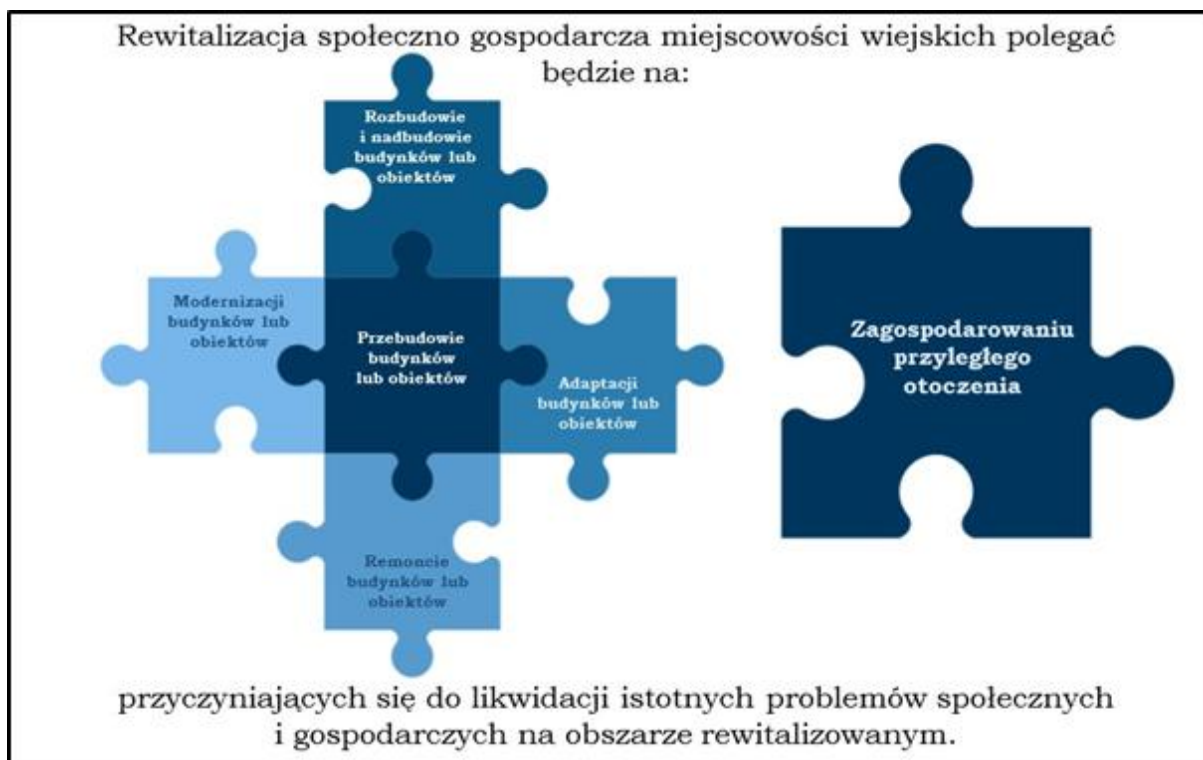 Rewitalizacja społeczno gospodarcza miejscowości wiejskich polegać
będzie na:
Rozbudowie
i nadbudowie
budynków lub
obiektów
Modernizacji
budynków lub
obiektów
Przebudowie
budynków
lub obiektów
Adaptacji
budynków lub
obiektów
Remoncie
budynków lub
obiektów
Zagospodarowaniu
przyległego
otoczenia
przyczyniających się do likwidacji istotnych problemów społecznych
i gospodarczych na obszarze rewitalizowanym.